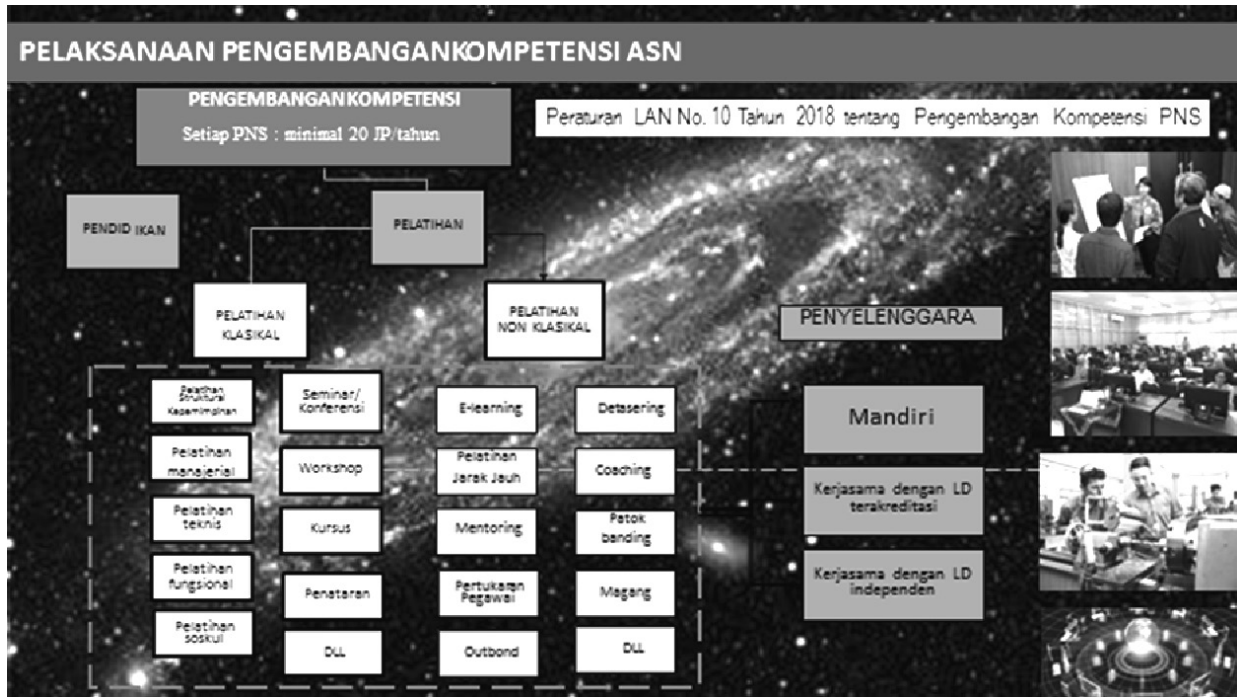 PELAKSANAAN PENGEMBANGANKOMPETENSI ASN
PENGEMBANGANKOMPETENSI
Setiap PNS : minimal 20 JP/tahun
Peraturan LAN No. 10 Tahun 2018 tentang Pengembangan Kompetensi PNS
PENDIDIKAN
PELATIHAN
PELATIHAN
KLASIKAL
PELATIHAN
NON KLASIKAL
PENYELENGGARA
Pelatihan
Struktural
Kepemimpinan
Pelatihan
manajerial
Pelatihan
teknis
Pelatihan
fungsional
Pelatihan
soskul
Seminar/
Konferensi
Workshop
Kursus
Penataran
DLL
E-learning
Pelatihan
Jarak Jauh
Mentoring
Pertukaran
Pegawai
Outbond
Detasering
Coaching
Patok
banding
Magang
DLL
Mandiri
Kerjasama dengan LD
terakreditasi
Kerjasama dengan LD
independen